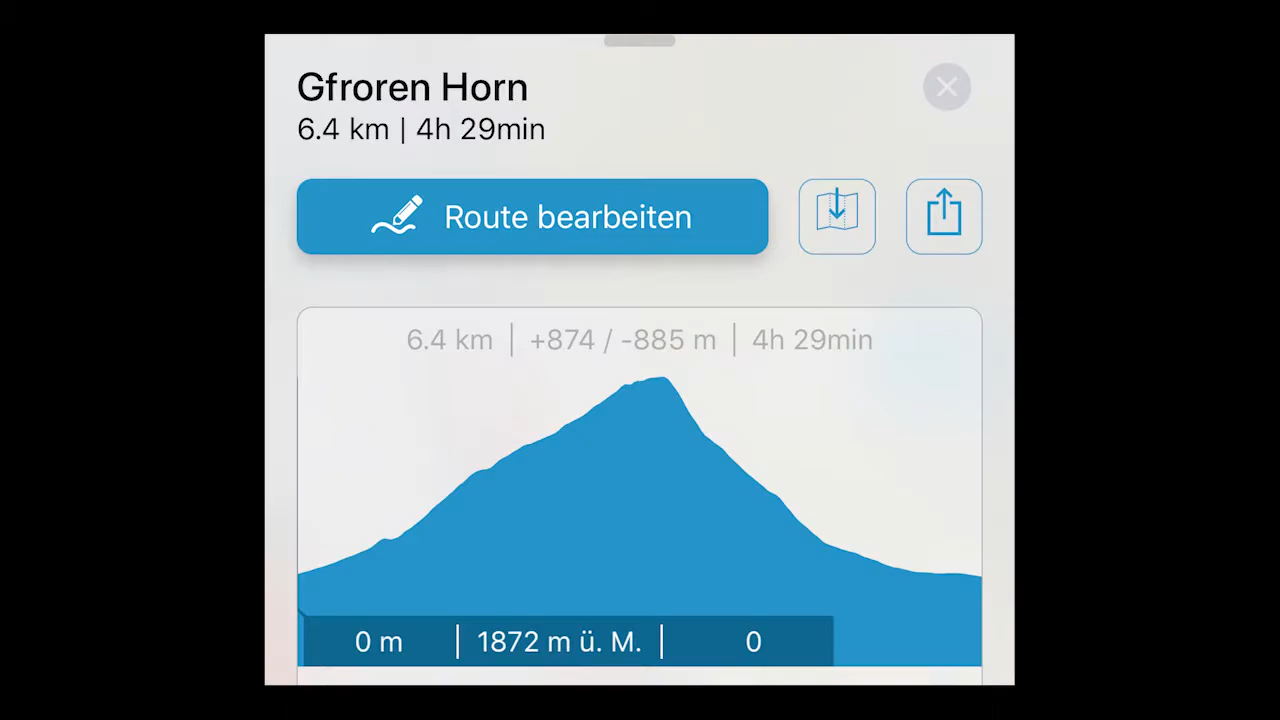 Gfroren Horn
6.4 km | 4h 29min
Route bearbeiten
6.4 km | +874 / -885 m | 4h 29min
0 m | 1872 m ü. M. | 0